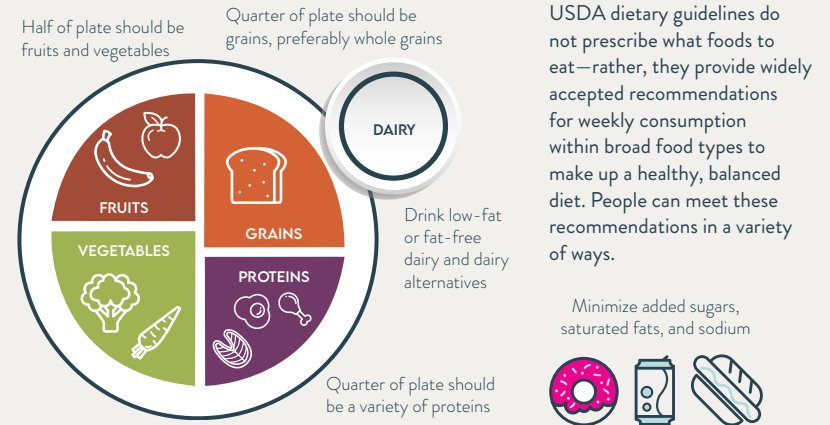 Half of plate should be
fruits and vegetables
Quarter of plate should be
grains, preferably whole grains
FRUITS
GRAINS
VEGETABLES
PROTEINS
DAIRY
Drink low-fat
or fat-free
dairy and dairy
alternatives
Quarter of plate should
be a variety of proteins
USDA dietary guidelines do
not prescribe what foods to
eat—rather, they provide widely
accepted recommendations
for weekly consumption
within broad food types to
make up a healthy, balanced
diet. People can meet these
recommendations in a variety
of ways.
Minimize added sugars,
saturated fats, and sodium